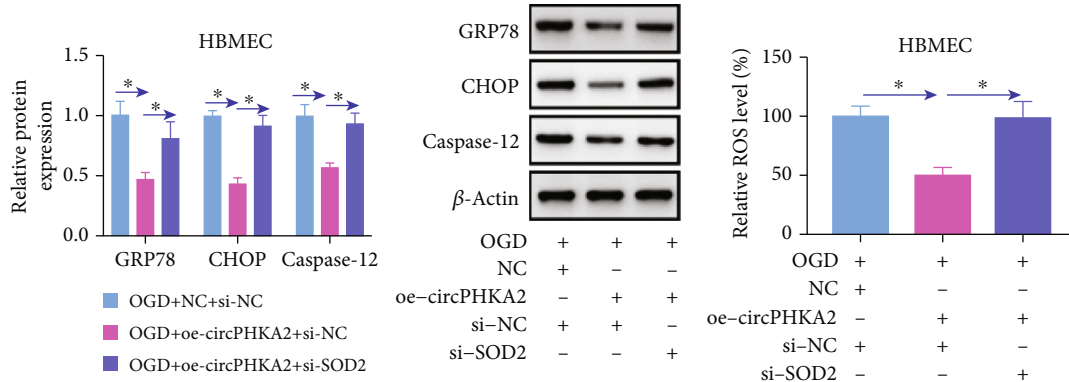 HBMEC
Relative protein
expression
1.5
1.0
0.5
0.0
* * * * * *
GRP78 CHOP Caspase-12
OGD+NC+si-NC
OGD+oe-circPHKA2+si-NC
OGD+oe-circPHKA2+si-SOD2
GRP78
CHOP
Caspase-12
β-Actin
OGD + + +
NC + – –
oe–circPHKA2 – + +
si–NC + + –
si–SOD2 – – +
HBMEC
Relative ROS level (%)
150
100
50
0
* *
OGD + + +
NC + – –
oe–circPHKA2 – + +
si–NC + + –
si–SOD2 – – +